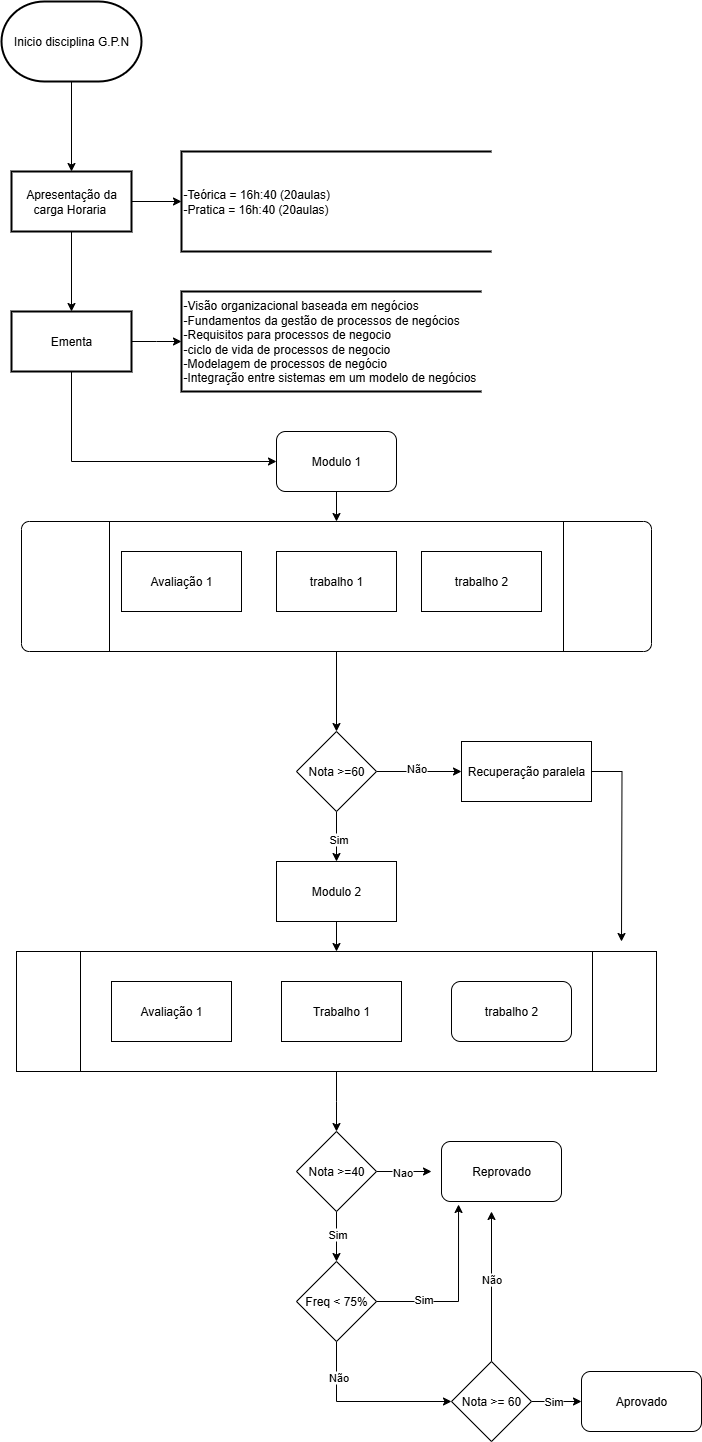 Inicio disciplina G.P.N
Apresentação da
carga Horaria
-Teórica = 16h:40 (20aulas)
-Pratica = 16h:40 (20aulas)
Ementa
-Visão organizacional baseada em negócios
-Fundamentos da gestão de processos de negócios
-Requisitos para processos de negocio
-ciclo de vida de processos de negocio
-Modelagem de processos de negócio
-Integração entre sistemas em um modelo de negócios
Modulo 1
Avaliação 1
trabalho 1
trabalho 2
Nota >=60
Não
Recuperação paralela
Sim
Modulo 2
Avaliação 1
Trabalho 1
trabalho 2
Nota >=40
Nao
Reprovado
Sim
Freq < 75%
Sim
Não
Não
Nota >= 60
Sim
Aprovado